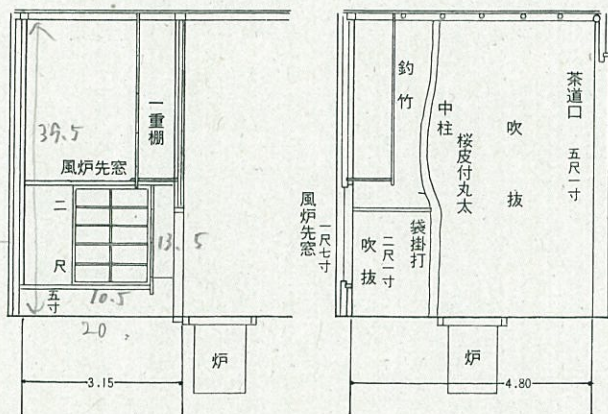 39.5
一重棚
風炉先窓
二尺
13.5
五寸
10.5
20
炉
3.15
釣竹
中柱
桜皮付丸太
吹抜
茶道口 五尺一寸
風炉先窓
一尺七寸
袋掛打
二尺一寸
吹抜
炉
4.80